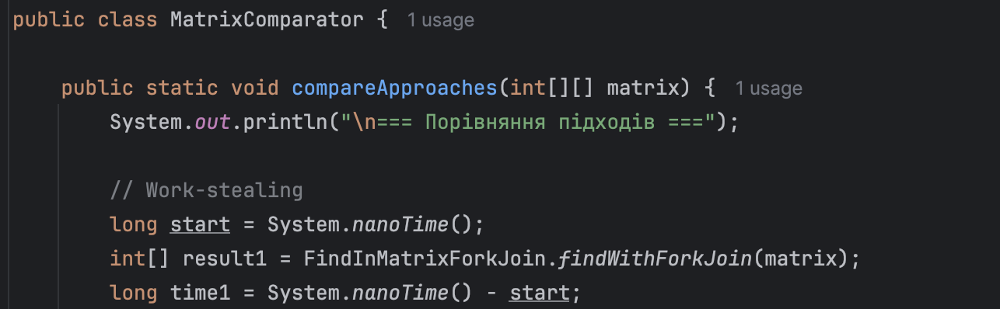 public class MatrixComparator { 1 usage
public static void compareApproaches(int[][] matrix) { 1 usage
System.out.println("\n=== Порівняння підходів ===");
// Work-stealing
long start = System.nanoTime();
int[] result1 = FindInMatrixForkJoin.findWithForkJoin(matrix);
long time1 = System.nanoTime() - start;